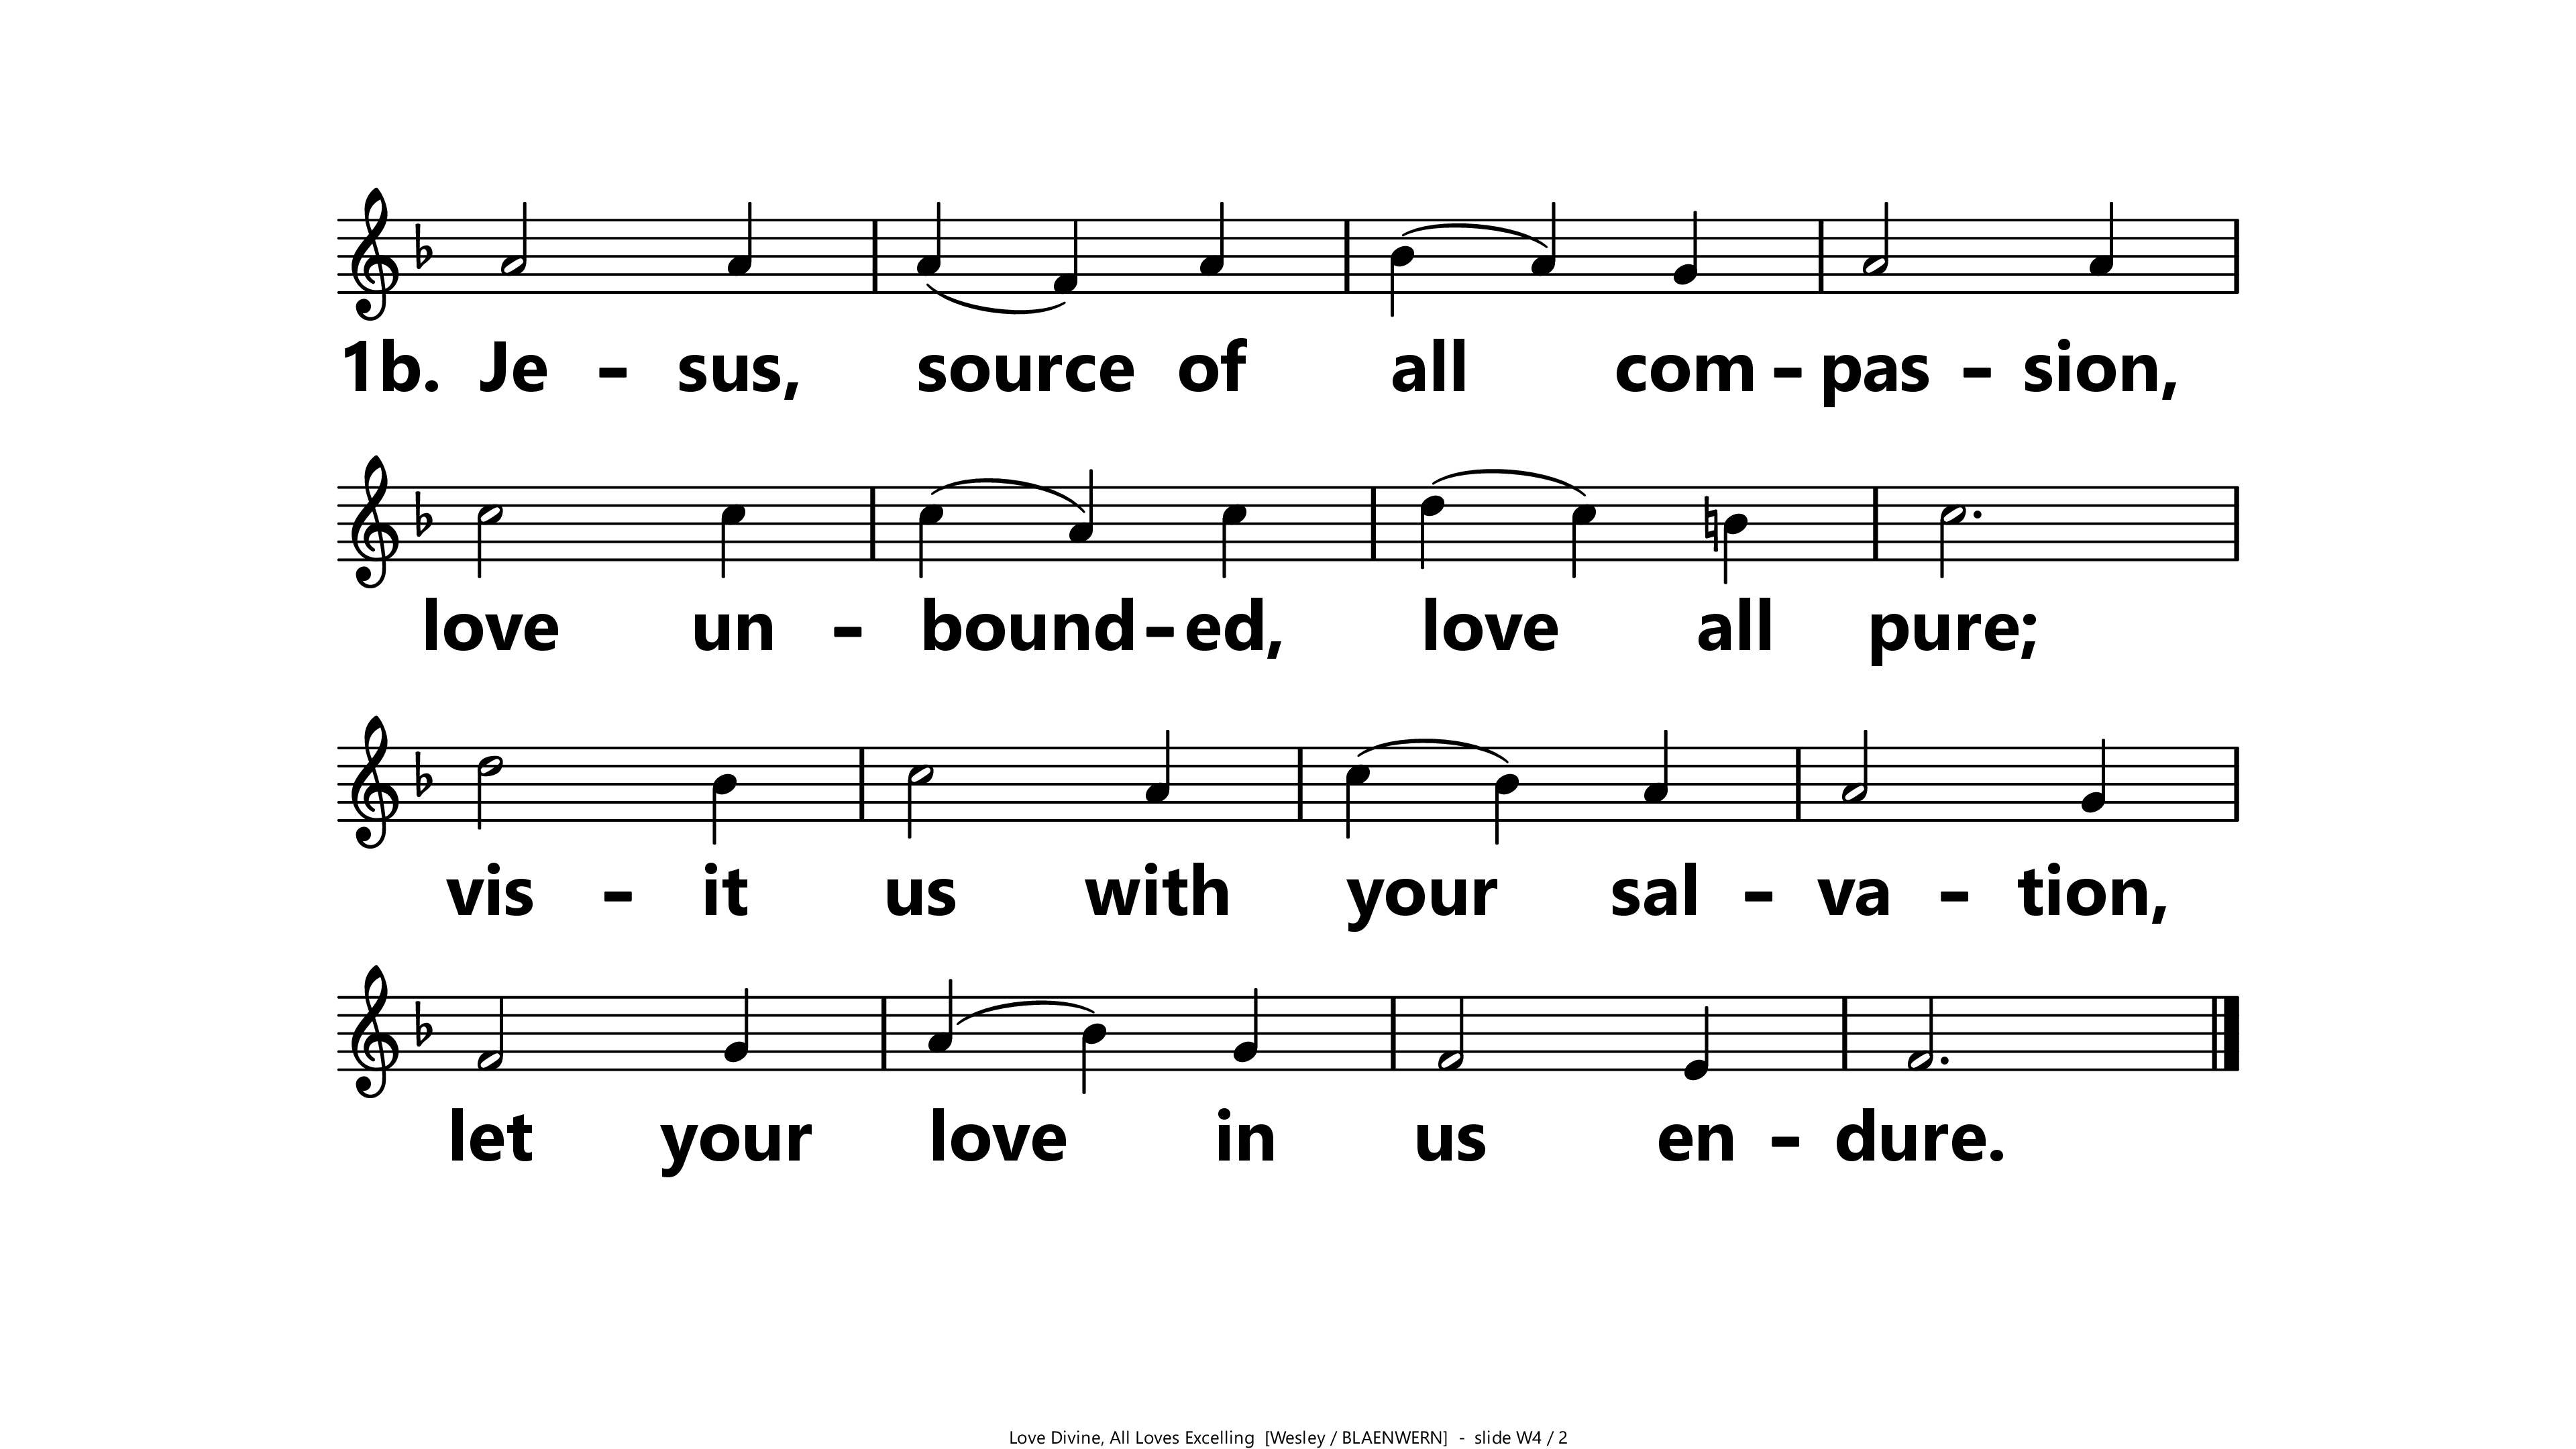 1b. Je - sus, source of all com - pas - sion,
love un - bound - ed, love all pure;
vis - it us with your sal - va - tion,
let your love in us en - dure.
Love Divine, All Loves Excelling [Wesley / BLAENWERN] - slide W4 / 2